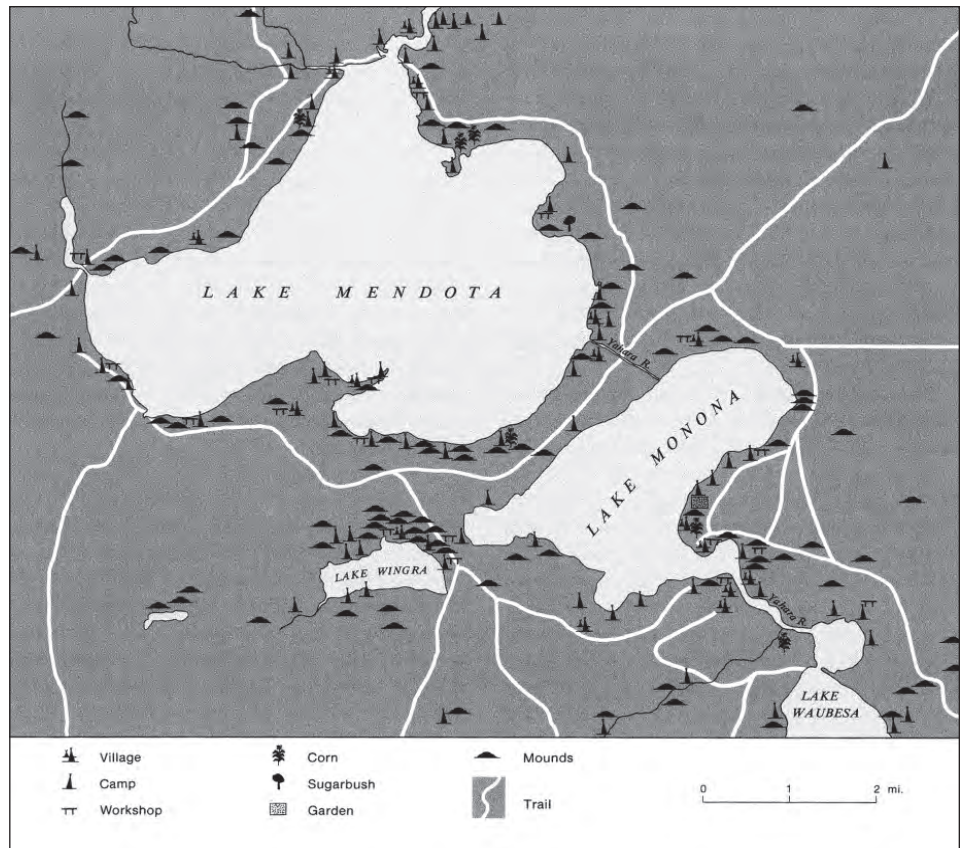 LAKE MENDOTA
Yahara R.
LAKE MONONA
LAKE WINGRA
Yahara R.
LAKE
WAUBESA
Village
Corn
Mounds
Camp
Sugarbush
Workshop
Garden
Trail
0 1 2 mi.